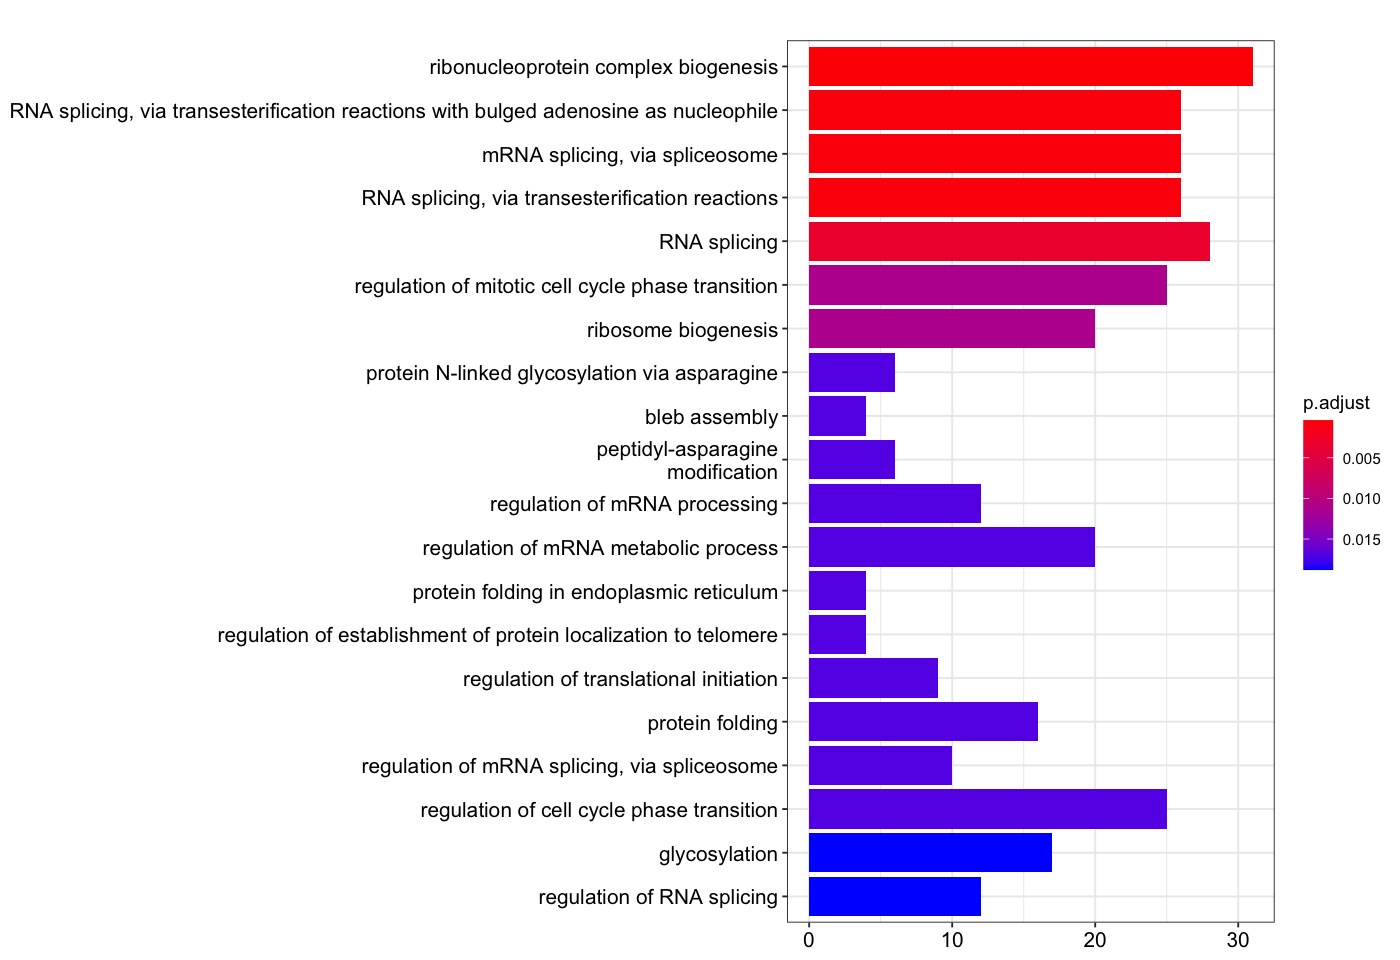 ribonucleoprotein complex biogenesis
RNA splicing, via transesterification reactions with bulged adenosine as nucleophile
mRNA splicing, via spliceosome
RNA splicing, via transesterification reactions
RNA splicing
regulation of mitotic cell cycle phase transition
ribosome biogenesis
protein N-linked glycosylation via asparagine
bleb assembly
peptidyl-asparagine
modification
regulation of mRNA processing
regulation of mRNA metabolic process
protein folding in endoplasmic reticulum
regulation of establishment of protein localization to telomere
regulation of translational initiation
protein folding
regulation of mRNA splicing, via spliceosome
regulation of cell cycle phase transition
glycosylation
regulation of RNA splicing
0 10 20 30
p.adjust
0.005
0.010
0.015